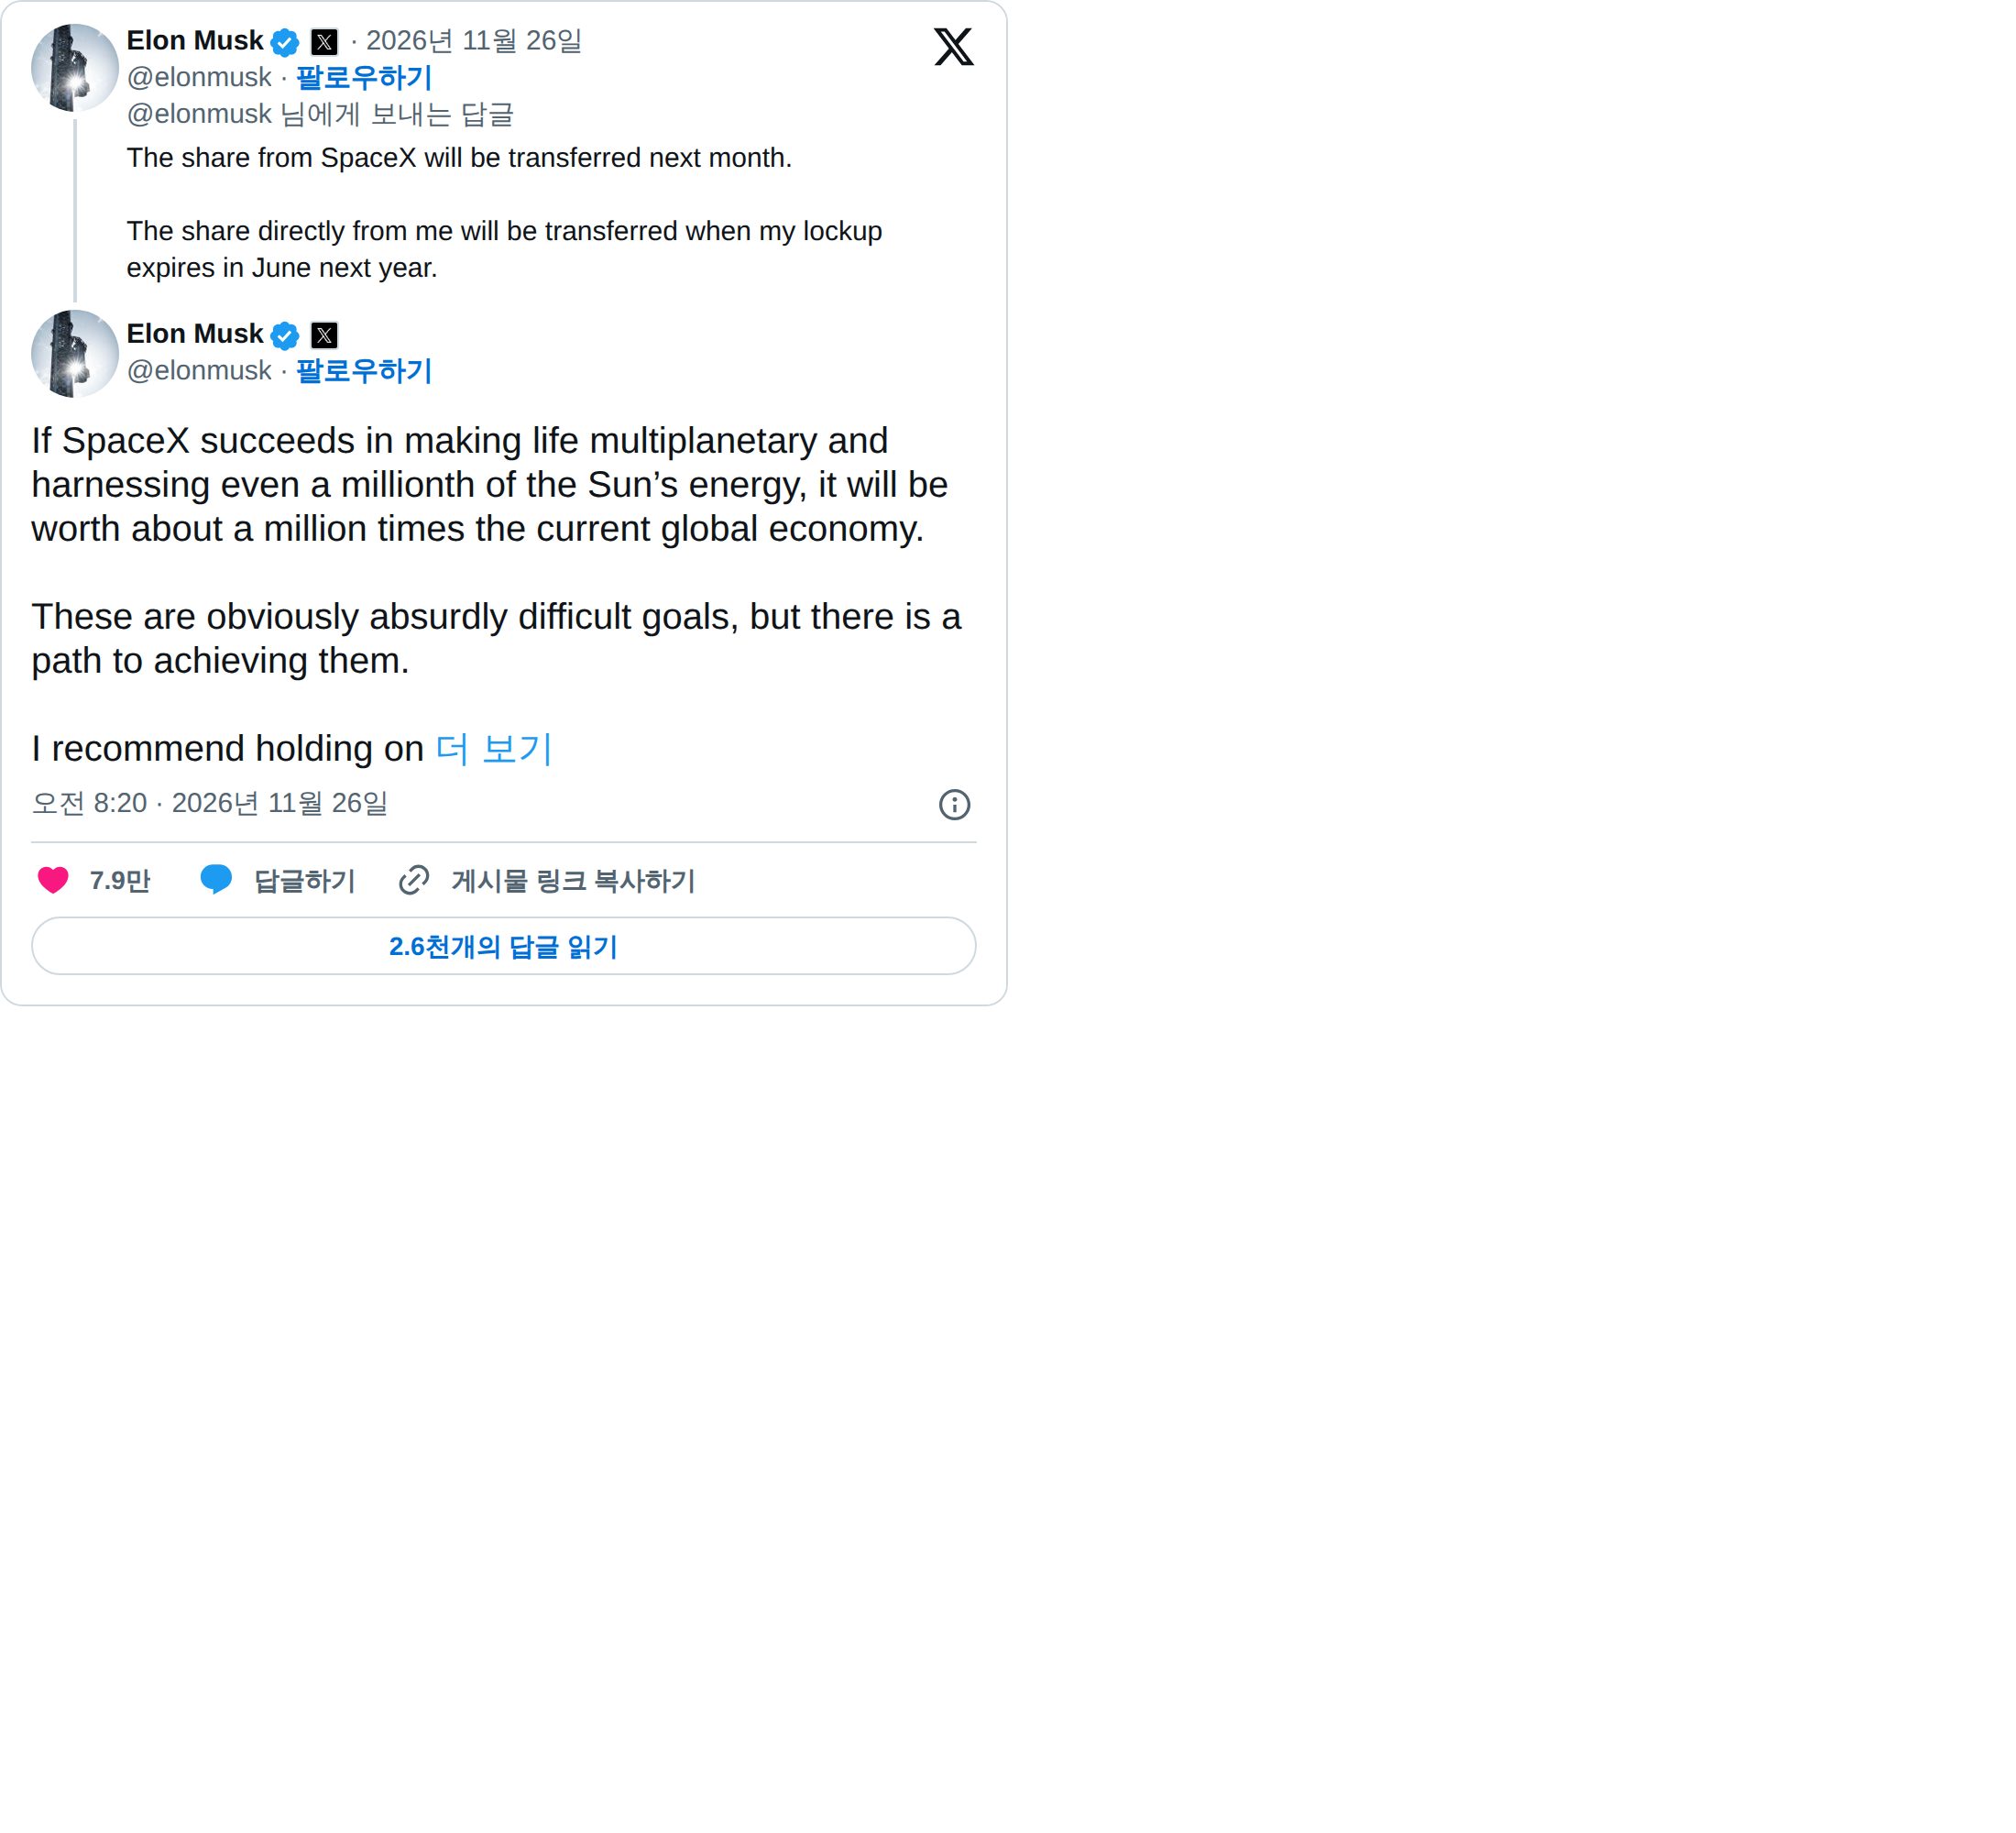 Elon Musk · 2026년 11월 26일
@elonmusk · 팔로우하기
@elonmusk 님에게 보내는 답글
The share from SpaceX will be transferred next month.
The share directly from me will be transferred when my lockup
expires in June next year.
Elon Musk
@elonmusk · 팔로우하기
If SpaceX succeeds in making life multiplanetary and
harnessing even a millionth of the Sun’s energy, it will be
worth about a million times the current global economy.
These are obviously absurdly difficult goals, but there is a
path to achieving them.
I recommend holding on 더 보기
오전 8:20 · 2026년 11월 26일
7.9만 답글하기 게시물 링크 복사하기
2.6천개의 답글 읽기